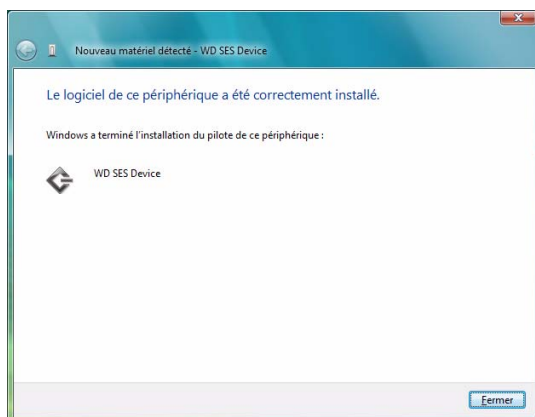 Nouveau matériel détecté - WD SES Device
Le logiciel de ce périphérique a été correctement installé.
Windows a terminé l'installation du pilote de ce périphérique :
WD SES Device
Fermer